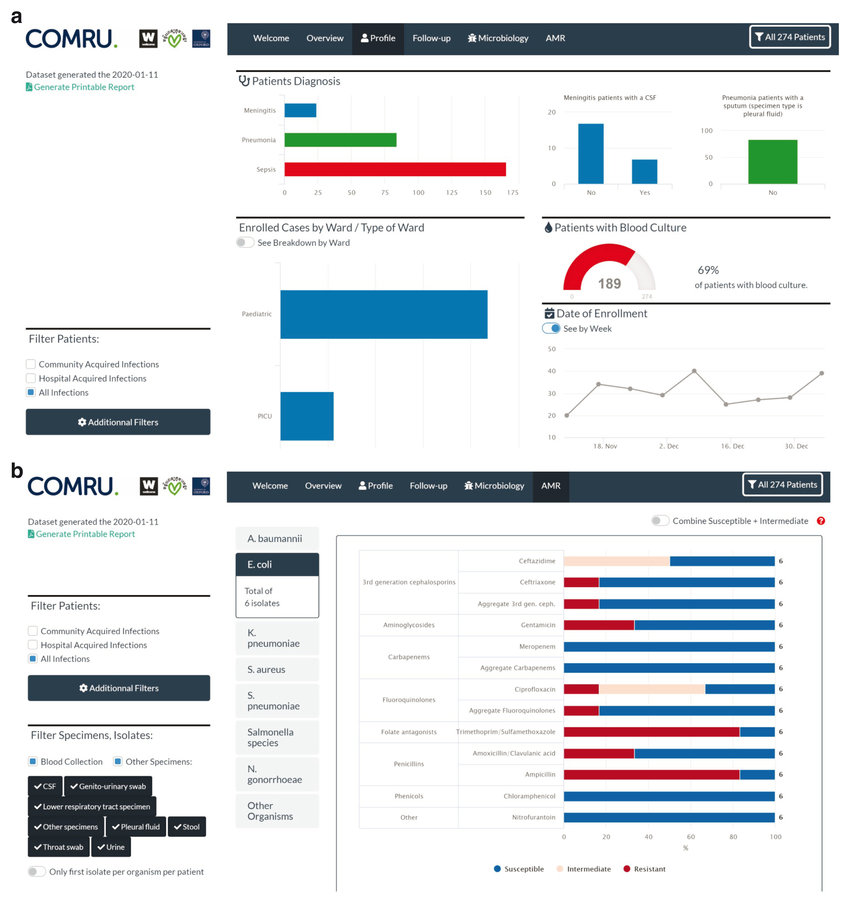 a
COMRU.
W
wellcome
UNIVERSITY OF
OXFORD
Welcome Overview Profile Follow-up Microbiology AMR
All 274 Patients
Dataset generated the 2020-01-11
Generate Printable Report
Filter Patients:
Community Acquired Infections
Hospital Acquired Infections
All Infections
Additionnal Filters
Patients Diagnosis
Meningitis
Pneumonia
Sepsis
0 25 50 75 100 125 150 175
Meningitis patients with a CSF
20
10
0
No Yes
Pneumonia patients with a
sputum (specimen type is
pleural fluid)
100
50
0
No
Enrolled Cases by Ward / Type of Ward
See Breakdown by Ward
Paediatric
PICU
Patients with Blood Culture
189
0 274
69%
of patients with blood culture.
Date of Enrollment
See by Week
50
40
30
20
10
18. Nov 2. Dec 16. Dec 30. Dec
b
COMRU.
W
wellcome
UNIVERSITY OF
OXFORD
Welcome Overview Profile Follow-up Microbiology AMR
All 274 Patients
Dataset generated the 2020-01-11
Generate Printable Report
Filter Patients:
Community Acquired Infections
Hospital Acquired Infections
All Infections
Additionnal Filters
Filter Specimens, Isolates:
Blood Collection Other Specimens:
CSF Genito-urinary swab
Lower respiratory tract specimen
Other specimens Pleural fluid Stool
Throat swab Urine
Only first isolate per organism per patient
A. baumannii
E. coli
Total of
6 isolates
K.
pneumoniae
S. aureus
S.
pneumoniae
Salmonella
species
N.
gonorrhoeae
Other
Organisms
Combine Susceptible + Intermediate ?
3rd generation cephalosporins
Ceftazidime 6
Ceftriaxone 6
Aggregate 3rd gen. ceph. 6
Aminoglycosides Gentamicin 6
Carbapenems
Meropenem 6
Aggregate Carbapenems 6
Fluoroquinolones
Ciprofloxacin 6
Aggregate Fluoroquinolones 6
Folate antagonists Trimethoprim/Sulfamethoxazole 6
Penicillins
Amoxicillin/Clavulanic acid 6
Ampicillin 6
Phenicols Chloramphenicol 6
Other Nitrofurantoin 6
0 20 40 60 80 100
%
Susceptible Intermediate Resistant